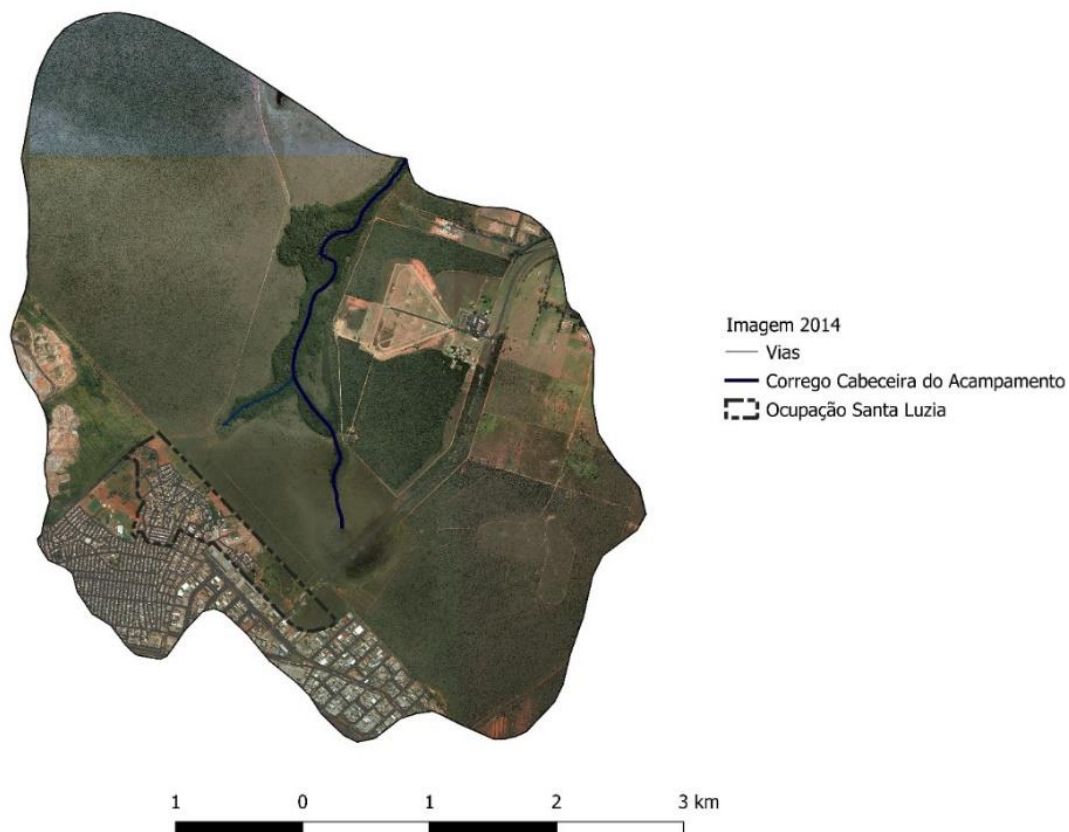 Imagem 2014
Vias
Corrego Cabeceira do Acampamento
Ocupação Santa Luzia
1 0 1 2 3 km